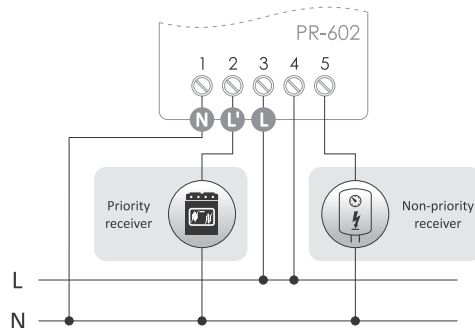 PR-602
1 2 3 4 5
N L' L
Priority
receiver
Non-priority
receiver
L
N